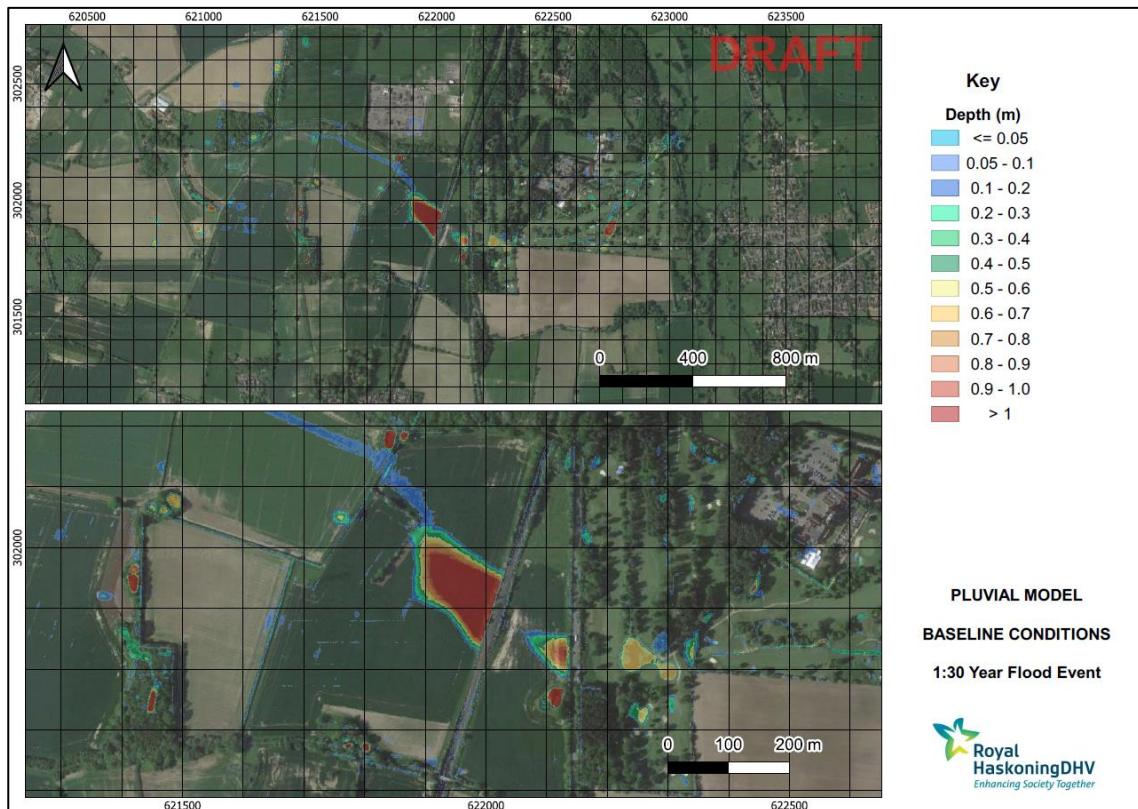 620500 621000 621500 622000 622500 623000 623500
DRAFT
302500
302000
301500
0 400 800 m
302000
0 100 200 m
621500 622000 622500
Key
Depth (m)
<= 0.05
0.05 - 0.1
0.1 - 0.2
0.2 - 0.3
0.3 - 0.4
0.4 - 0.5
0.5 - 0.6
0.6 - 0.7
0.7 - 0.8
0.8 - 0.9
0.9 - 1.0
> 1
PLUVIAL MODEL
BASELINE CONDITIONS
1:30 Year Flood Event
Royal
HaskoningDHV
Enhancing Society Together